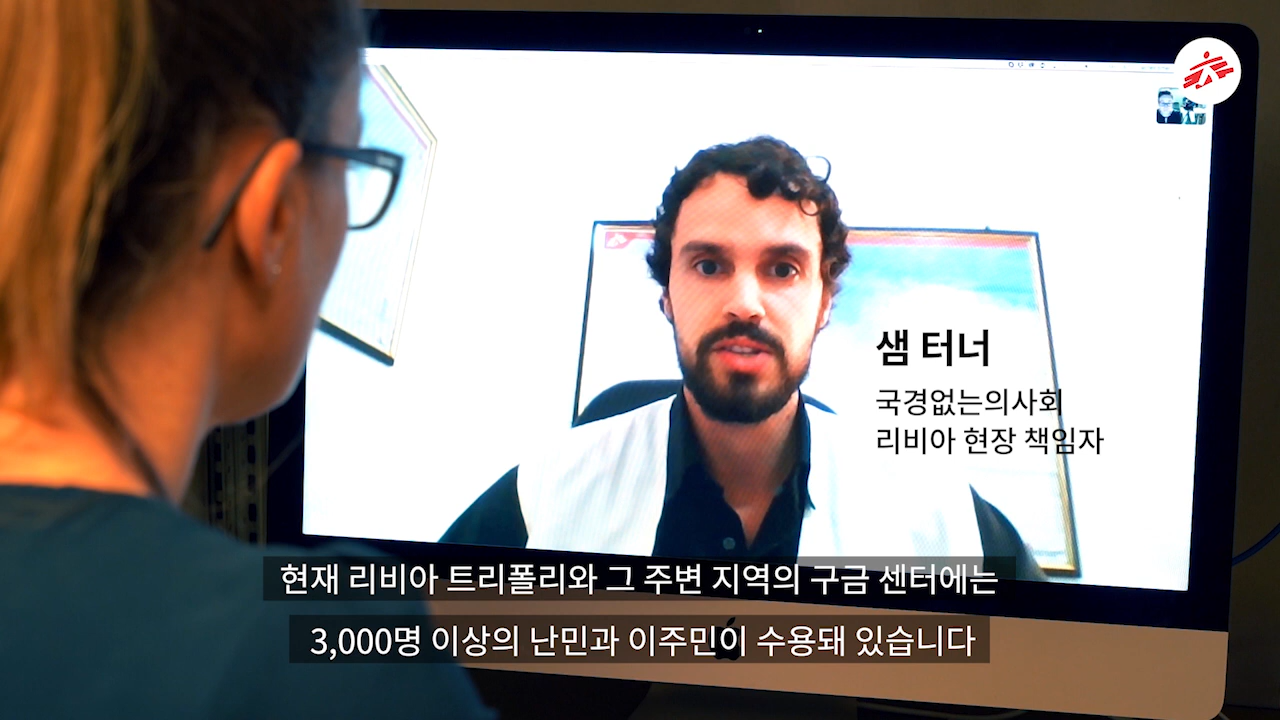 샘 터너
국경없는의사회
리비아 현장 책임자
현재 리비아 트리폴리와 그 주변 지역의 구금 센터에는
3,000명 이상의 난민과 이주민이 수용돼 있습니다